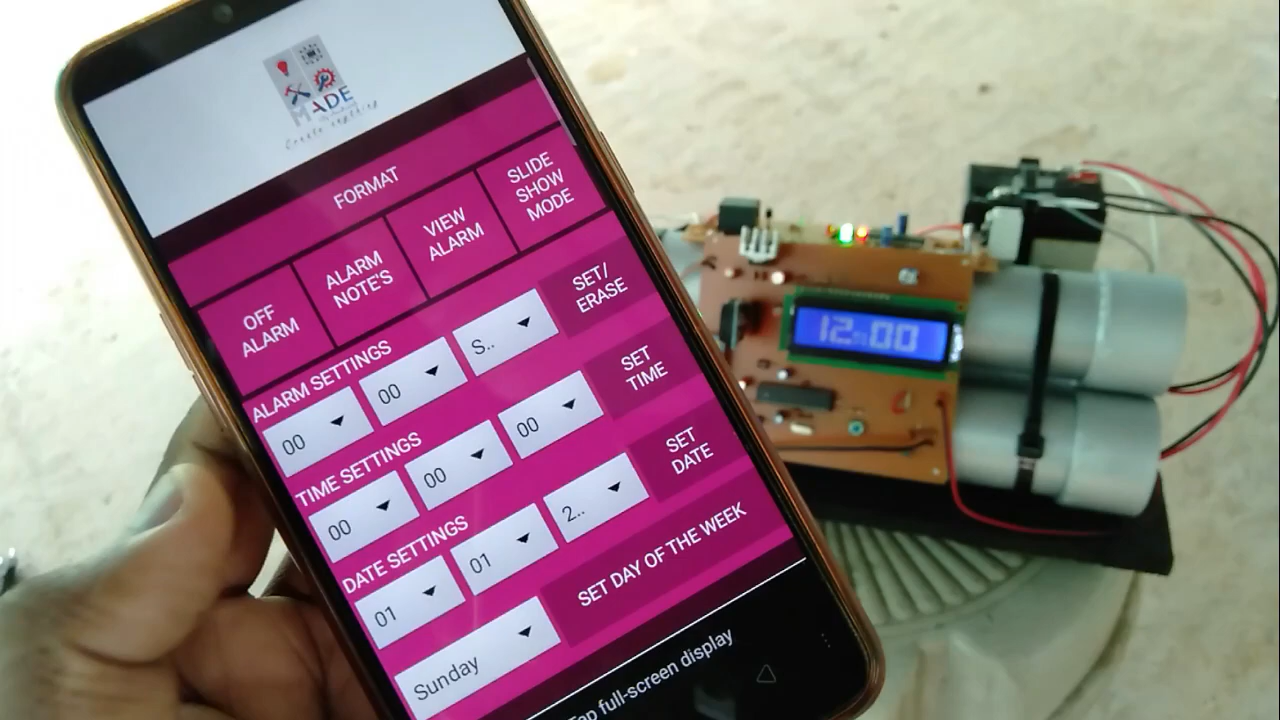 MADE
Create anything
FORMAT
OFF
ALARM
ALARM
NOTE'S
VIEW
ALARM
SLIDE
SHOW
MODE
ALARM SETTINGS
00
00
S..
SET/
ERASE
TIME SETTINGS
00
00
00
SET
TIME
DATE SETTINGS
01
01
2..
SET
DATE
Sunday
SET DAY OF THE WEEK
Tap full-screen display
12:00